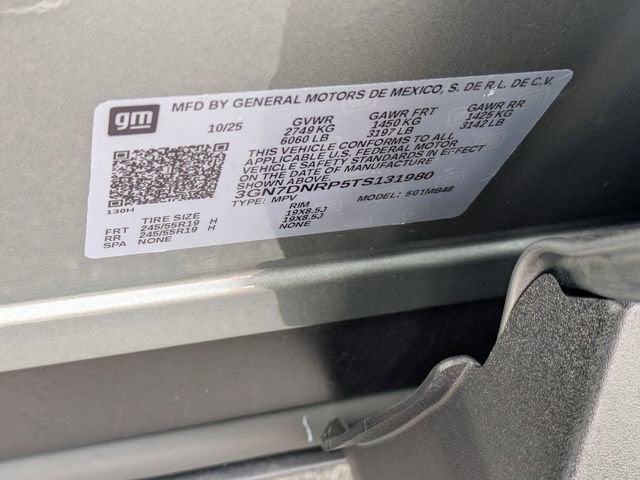 gm
MFD BY GENERAL MOTORS DE MEXICO, S. DE R.L. DE C.V.
10/25 GVWR GAWR FRT GAWR RR
2749 KG 1450 KG 1425 KG
6060 LB 3197 LB 3142 LB
THIS VEHICLE CONFORMS TO ALL
APPLICABLE U.S. FEDERAL MOTOR
VEHICLE SAFETY STANDARDS IN EFFECT
ON THE DATE OF MANUFACTURE
3GN7DNRP5TS131980
TYPE: MPV MODEL: 501MB48
130H
TIRE SIZE RIM
FRT 245/55R19 H 19X8.5J
RR 245/55R19 H 19X8.5J
SPA NONE NONE